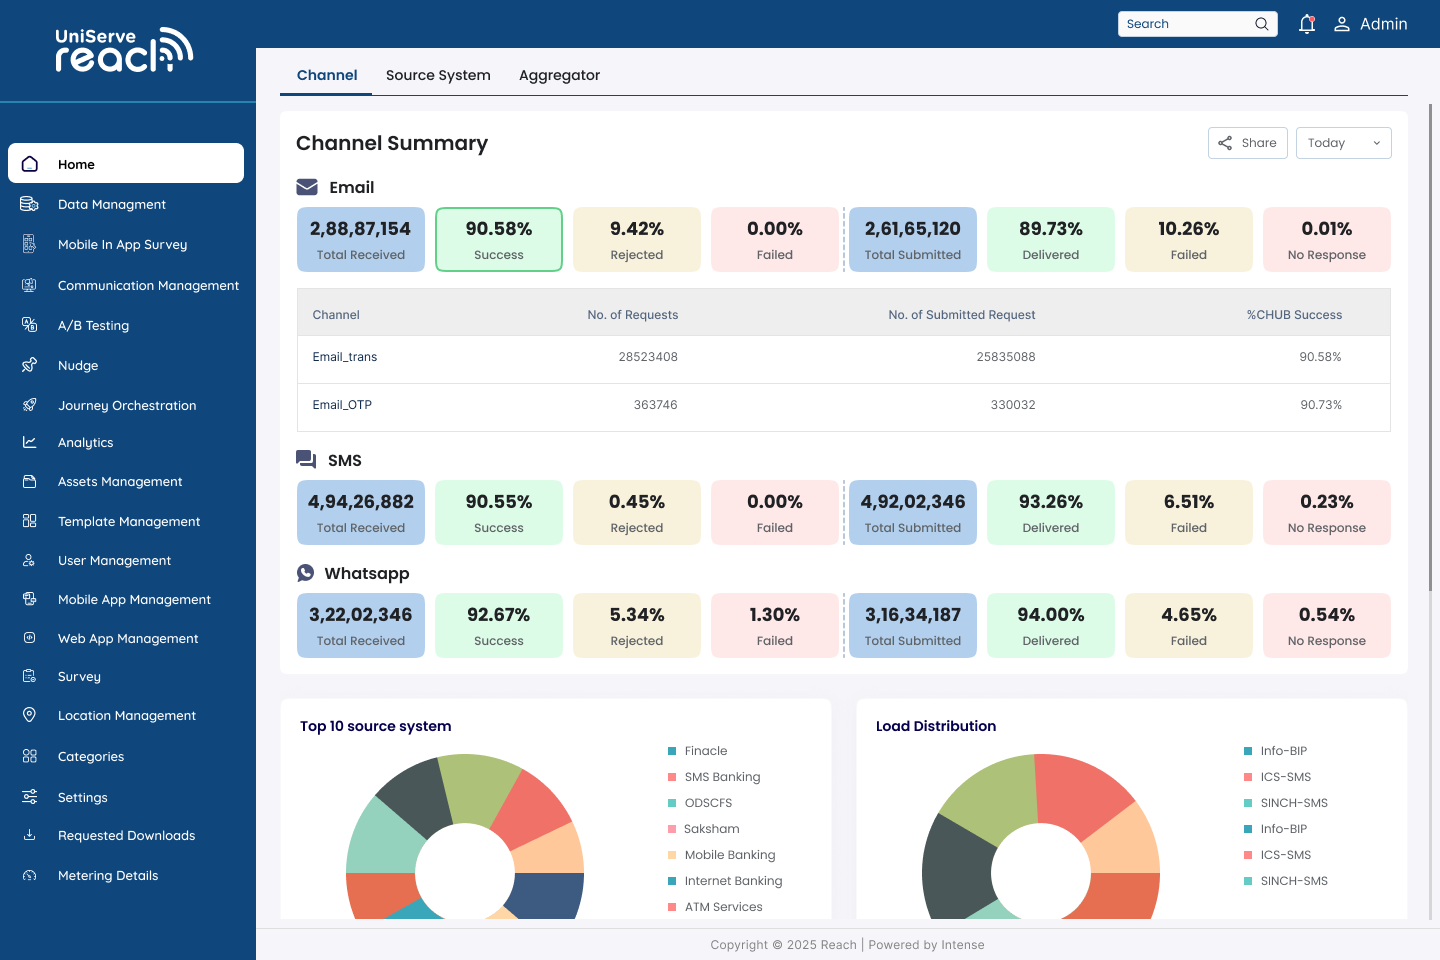 UniServe
reach
Search
Admin
Home
Data Managment
Mobile In App Survey
Communication Management
A/B Testing
Nudge
Journey Orchestration
Analytics
Assets Management
Template Management
User Management
Mobile App Management
Web App Management
Survey
Location Management
Categories
Settings
Requested Downloads
Metering Details
Channel Source System Aggregator
Channel Summary
Share Today
Email
2,88,87,154 90.58% 9.42% 0.00% 2,61,65,120 89.73% 10.26% 0.01%
Total Received Success Rejected Failed Total Submitted Delivered Failed No Response
Channel No. of Requests No. of Submitted Request %CHUB Success
Email_trans 28523408 25835088 90.58%
Email_OTP 363746 330032 90.73%
SMS
4,94,26,882 90.55% 0.45% 0.00% 4,92,02,346 93.26% 6.51% 0.23%
Total Received Success Rejected Failed Total Submitted Delivered Failed No Response
Whatsapp
3,22,02,346 92.67% 5.34% 1.30% 3,16,34,187 94.00% 4.65% 0.54%
Total Received Success Rejected Failed Total Submitted Delivered Failed No Response
Top 10 source system
Finacle
SMS Banking
ODSCFS
Saksham
Mobile Banking
Internet Banking
ATM Services
Load Distribution
Info-BIP
ICS-SMS
SINCH-SMS
Info-BIP
ICS-SMS
SINCH-SMS
Copyright © 2025 Reach | Powered by Intense